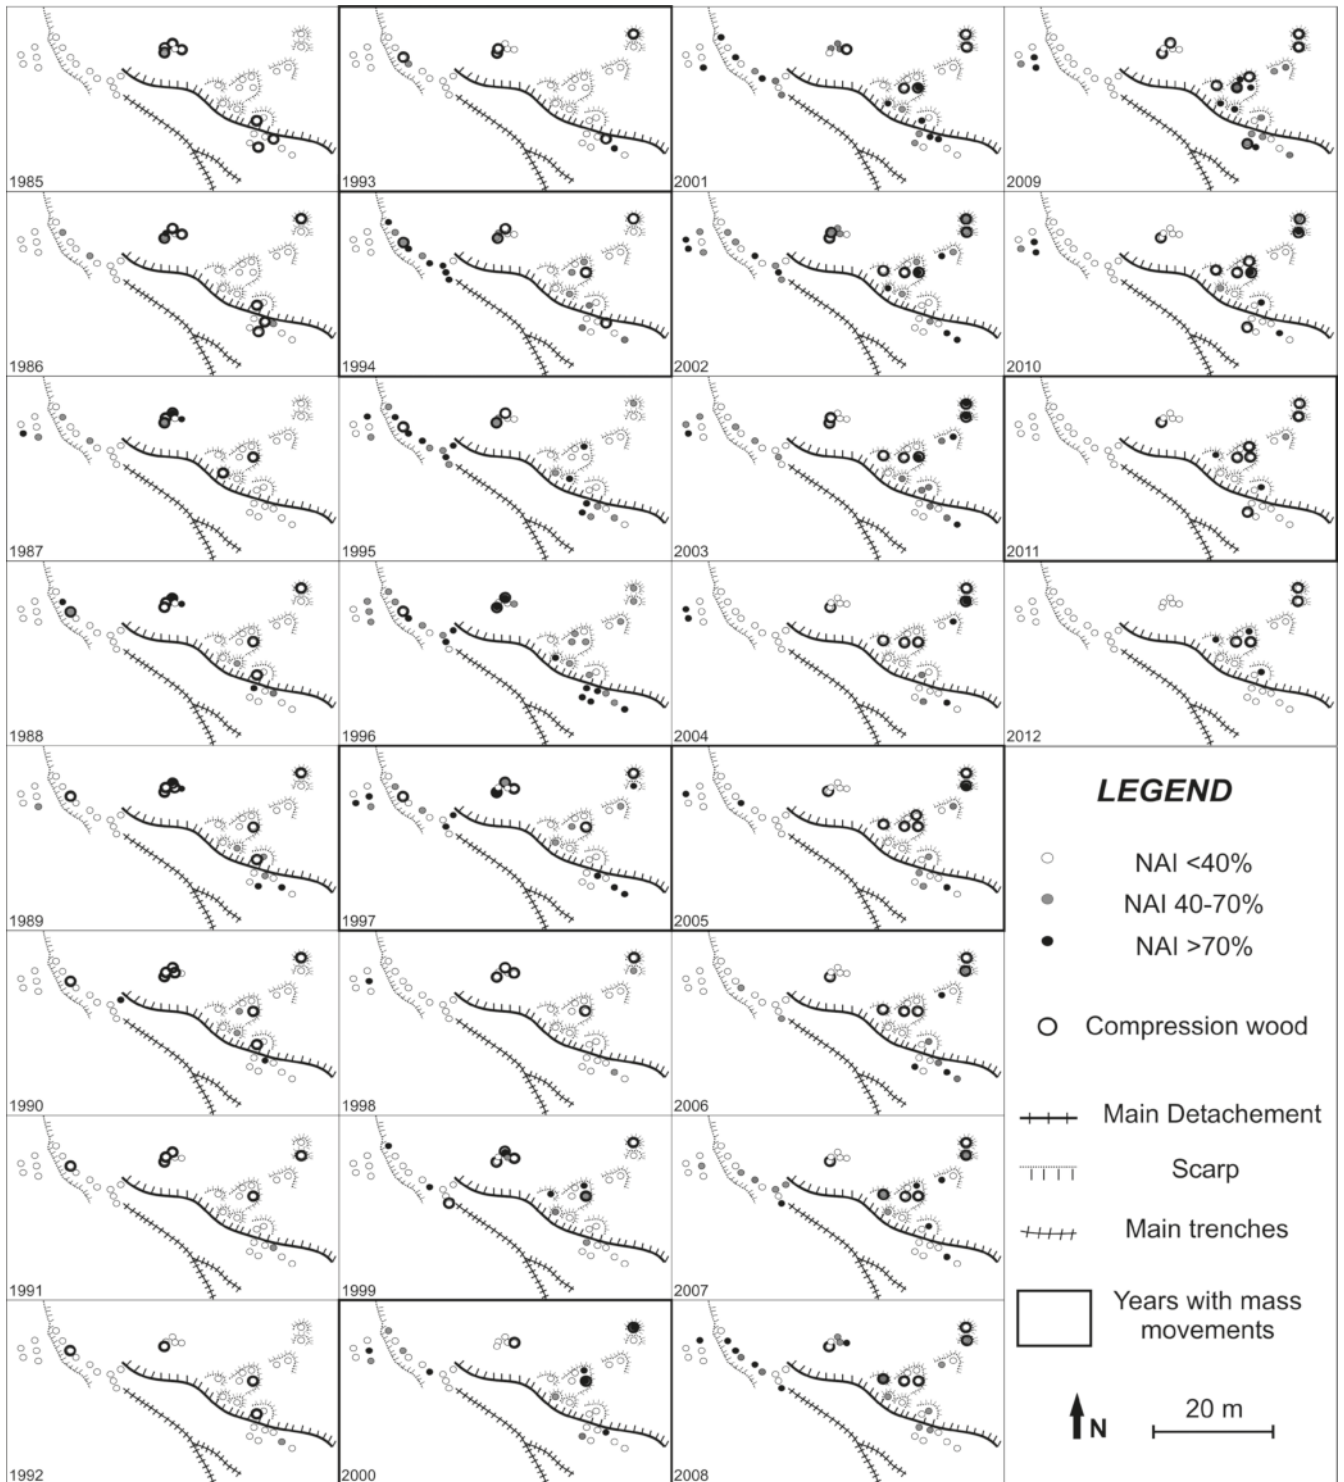 1985
1993
2001
2009
1986
1994
2002
2010
1987
1995
2003
2011
1988
1996
2004
2012
1989
1997
2005
1990
1998
2006
1991
1999
2007
1992
2000
2008
LEGEND
NAI <40%
NAI 40-70%
NAI >70%
Compression wood
Main Detachement
Scarp
Main trenches
Years with mass
movements
N
20 m